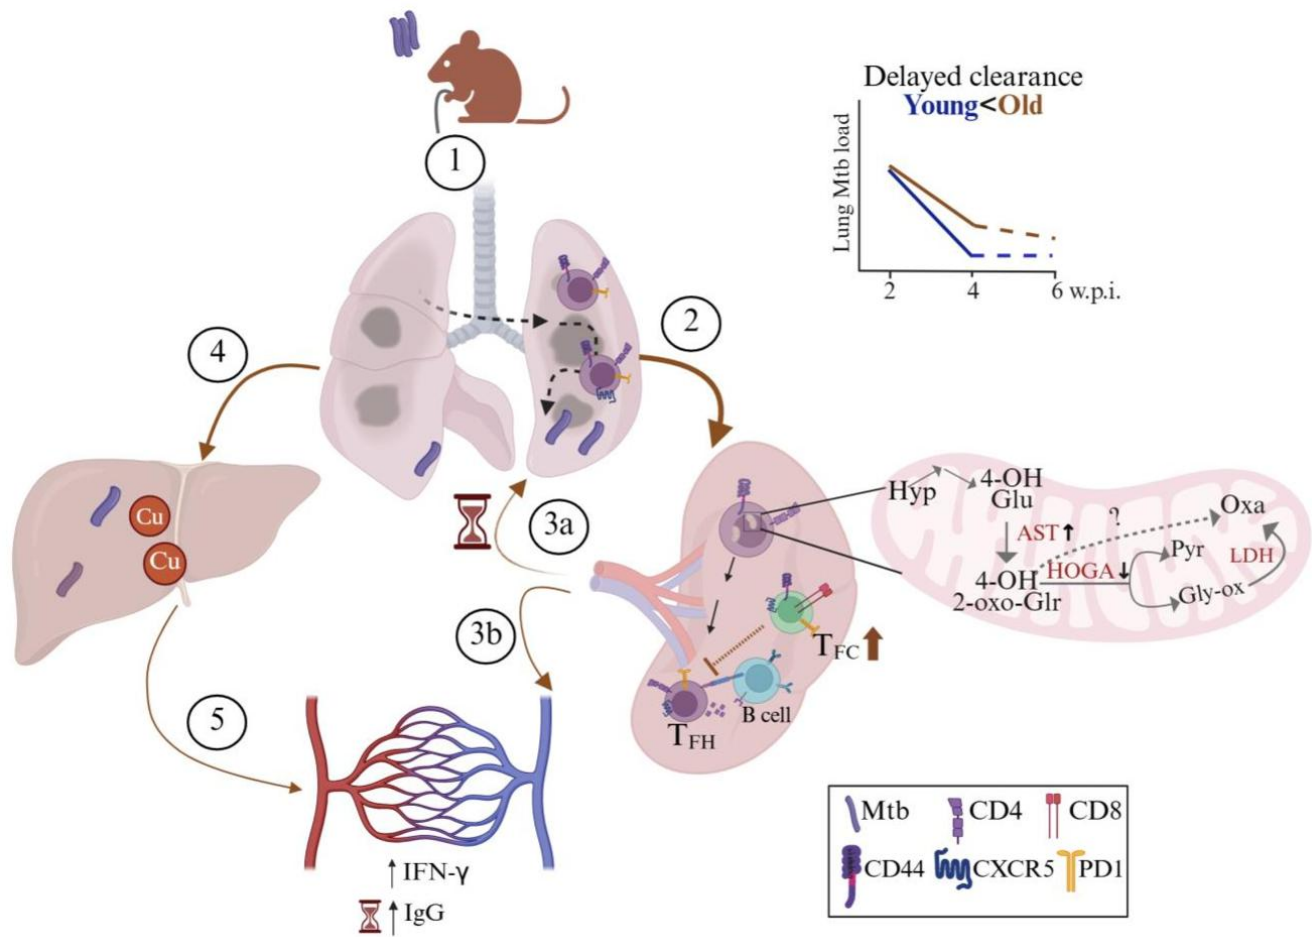 Delayed clearance
Young<Old
Lung Mtb load
2 4 6 w.p.i.
1
2
4
3a
3b
5
Cu
Cu
Hyp
4-OH
Glu
AST↑
?
Oxa
4-OH
2-oxo-Glr
HOGA↓
Pyr
LDH
Gly-ox
TFC
B cell
TFH
↑ IFN-γ
↑ IgG
Mtb CD4 CD8
CD44 CXCR5 PD1